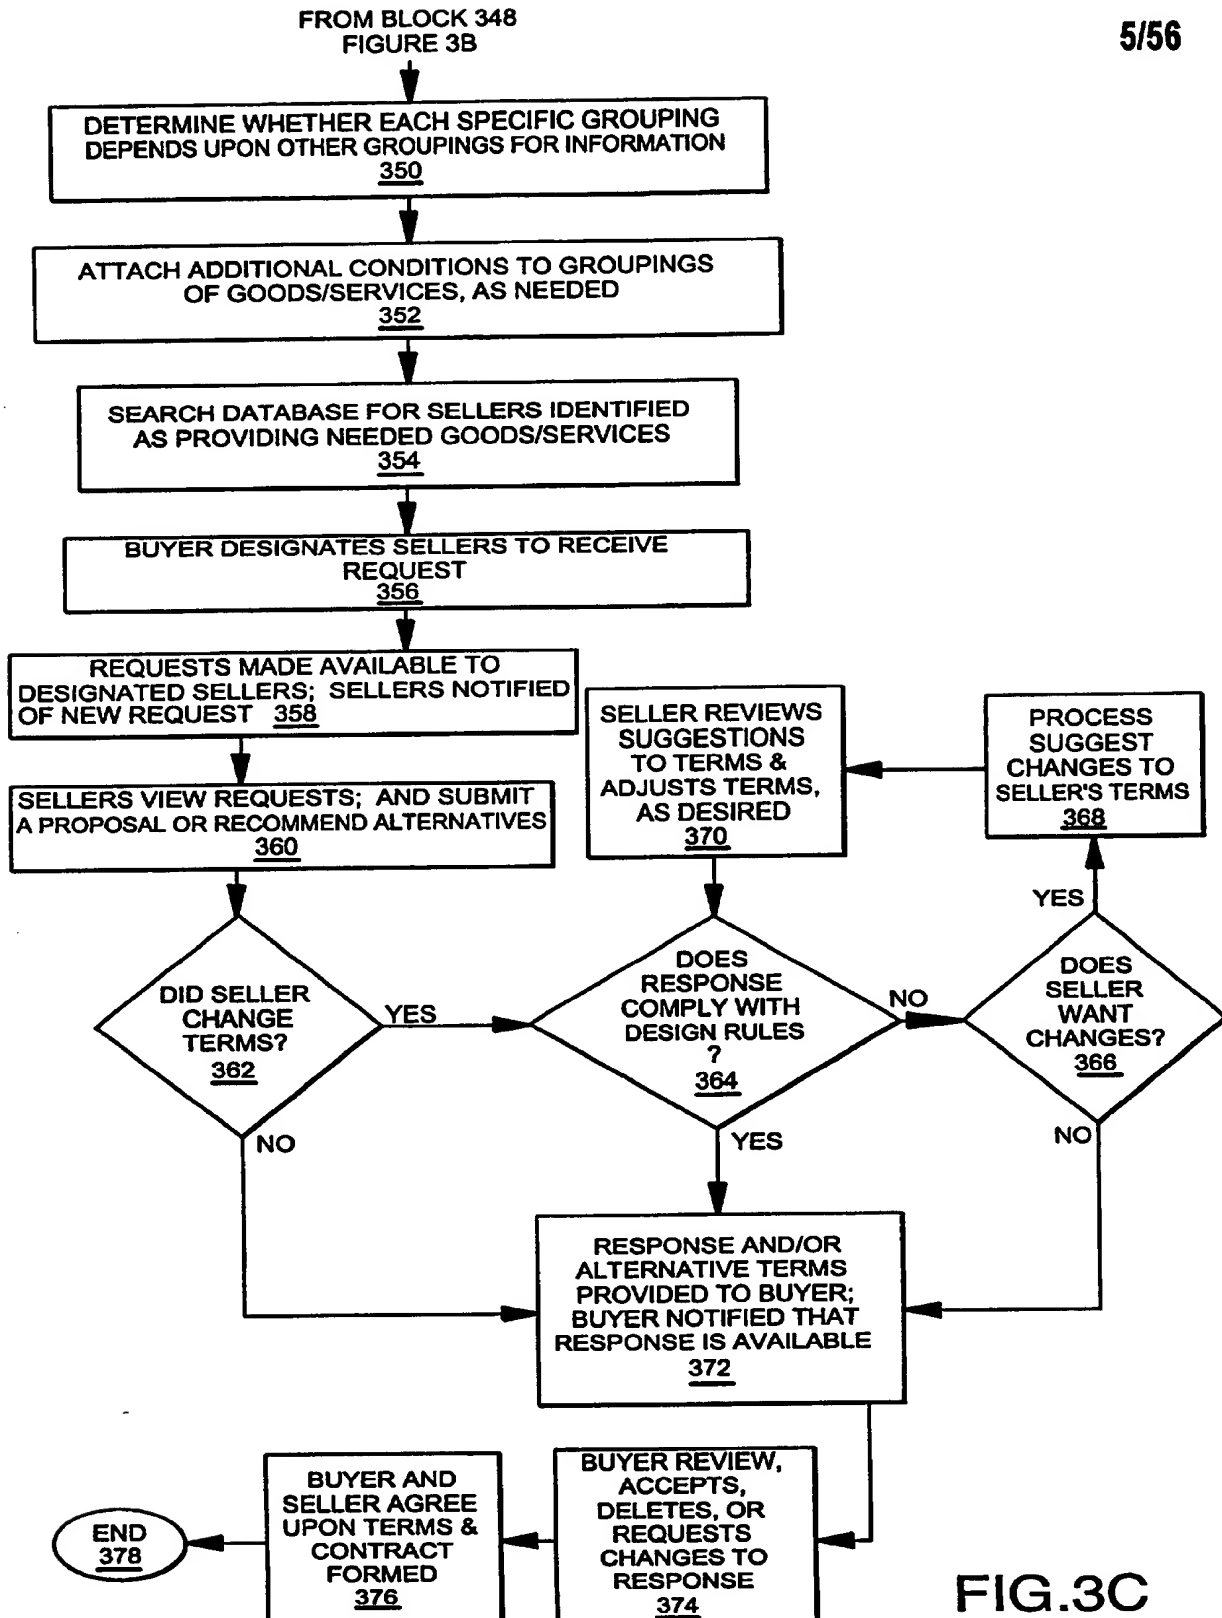 FROM BLOCK 348
FIGURE 3B
5/56
DETERMINE WHETHER EACH SPECIFIC GROUPING
DEPENDS UPON OTHER GROUPINGS FOR INFORMATION
350
ATTACH ADDITIONAL CONDITIONS TO GROUPINGS
OF GOODS/SERVICES, AS NEEDED
352
SEARCH DATABASE FOR SELLERS IDENTIFIED
AS PROVIDING NEEDED GOODS/SERVICES
354
BUYER DESIGNATES SELLERS TO RECEIVE
REQUEST
356
REQUESTS MADE AVAILABLE TO
DESIGNATED SELLERS; SELLERS NOTIFIED
OF NEW REQUEST 358
SELLERS VIEW REQUESTS; AND SUBMIT
A PROPOSAL OR RECOMMEND ALTERNATIVES
360
SELLER REVIEWS
SUGGESTIONS
TO TERMS &
ADJUSTS TERMS,
AS DESIRED
370
PROCESS
SUGGEST
CHANGES TO
SELLER'S TERMS
368
YES
DID SELLER
CHANGE
TERMS?
362
YES
DOES
RESPONSE
COMPLY WITH
DESIGN RULES
?
364
NO
DOES
SELLER
WANT
CHANGES?
366
NO
YES
NO
RESPONSE AND/OR
ALTERNATIVE TERMS
PROVIDED TO BUYER;
BUYER NOTIFIED THAT
RESPONSE IS AVAILABLE
372
BUYER REVIEW,
ACCEPTS,
DELETES, OR
REQUESTS
CHANGES TO
RESPONSE
374
BUYER AND
SELLER AGREE
UPON TERMS &
CONTRACT
FORMED
376
END
378
FIG.3C